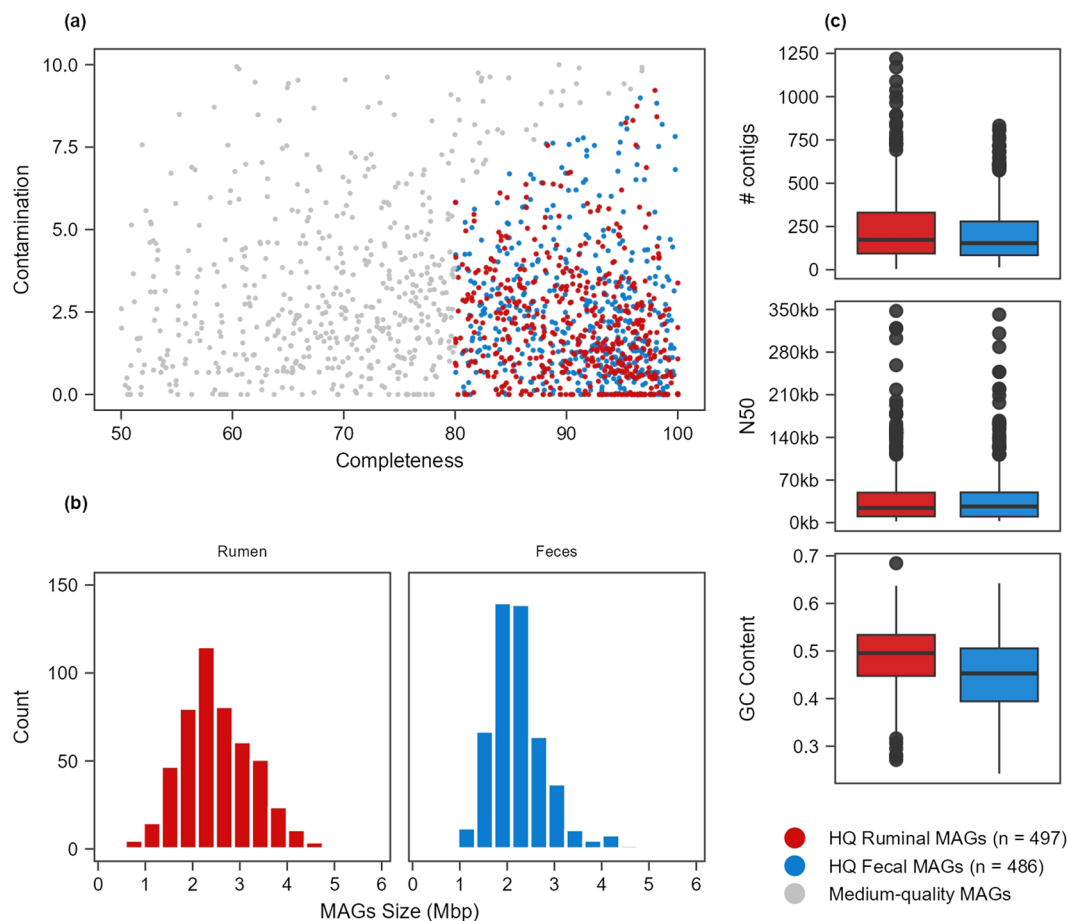 (a)
10.0
7.5
5.0
2.5
0.0
Contamination
50 60 70 80 90 100
Completeness
(b)
Rumen Feces
150
100
50
0
Count
0 1 2 3 4 5 6 0 1 2 3 4 5 6
MAGs Size (Mbp)
(c)
1250
1000
750
500
250
0
# contigs
350kb
280kb
210kb
140kb
70kb
0kb
N50
0.7
0.6
0.5
0.4
0.3
GC Content
HQ Ruminal MAGs (n = 497)
HQ Fecal MAGs (n = 486)
Medium-quality MAGs